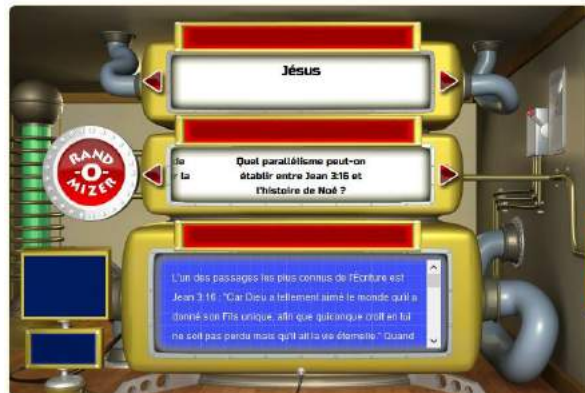 Jésus
de
r la
Quel parallélisme peut-on
établir entre Jean 3:16 et
l'histoire de Noé ?
RAND
-O-
MIZER
L'un des passages les plus connus de l'Écriture est
Jean 3:16 : "Car Dieu a tellement aimé le monde qu'il a
donné son Fils unique, afin que quiconque croit en lui
ne soit pas perdu mais qu'il ait la vie éternelle." Quand